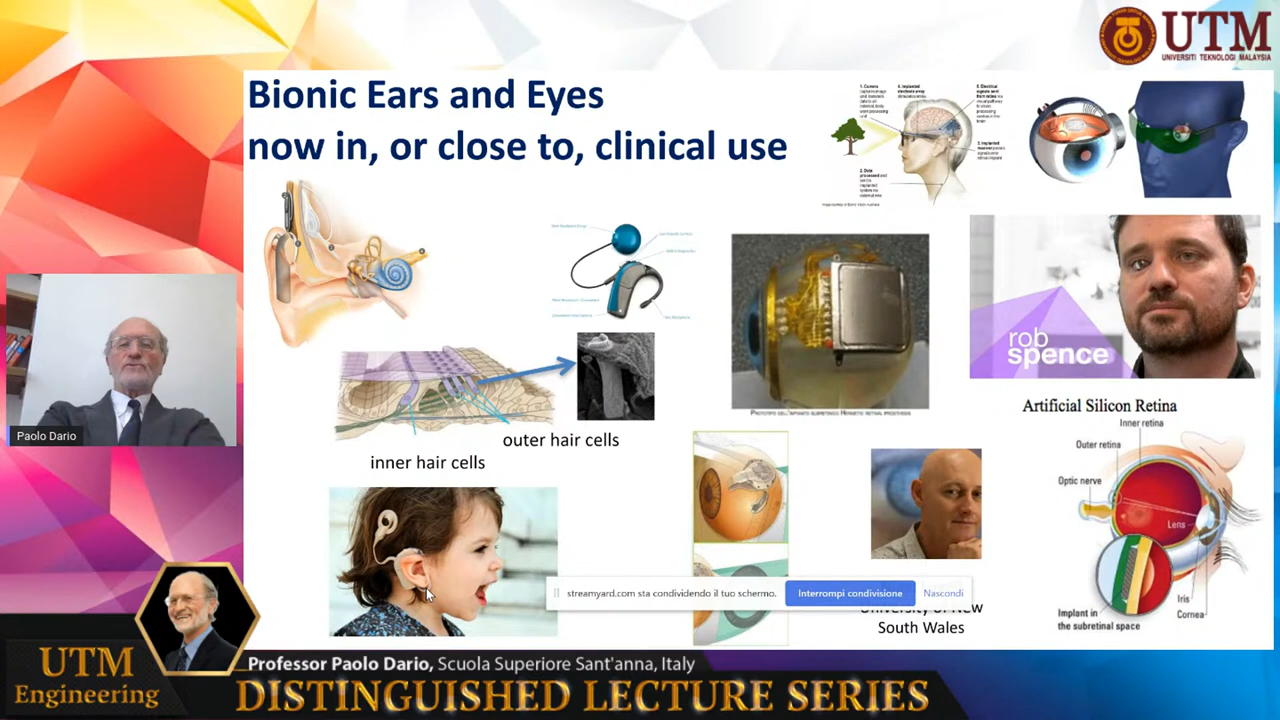 UTM
UNIVERSITI TEKNOLOGI MALAYSIA
Bionic Ears and Eyes
now in, or close to, clinical use
rob
spence
Artificial Silicon Retina
Inner retina
Outer retina
Optic nerve
Lens
Iris
Cornea
Implant in
the subretinal space
outer hair cells
inner hair cells
Paolo Dario
streamyard.com sta condividendo il tuo schermo.
Interrompi condivisione
Nascondi
University of New
South Wales
UTM
Engineering
Professor Paolo Dario, Scuola Superiore Sant'anna, Italy
DISTINGUISHED LECTURE SERIES